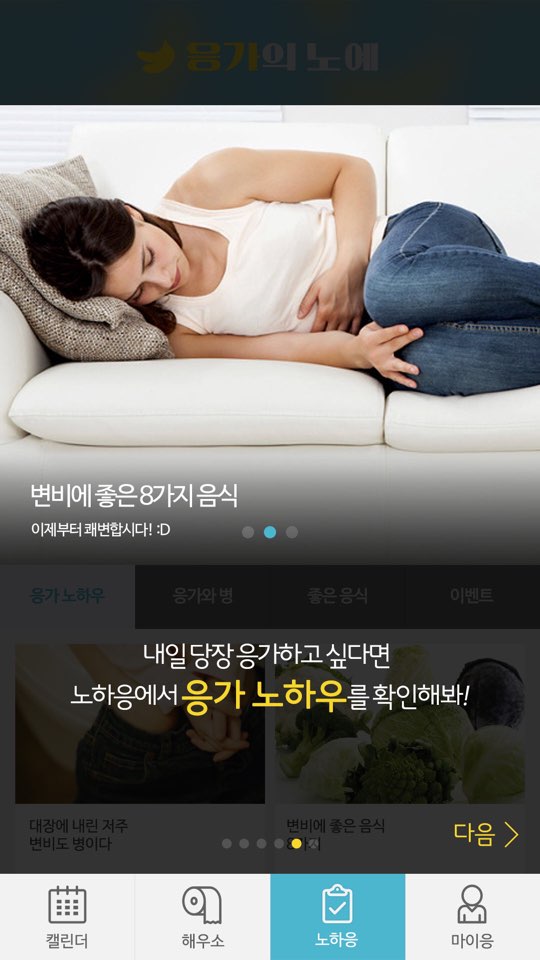 응가의 노예
변비에 좋은 8가지 음식
이제부터 쾌변합시다! :D
응가 노하우
응가와 병
좋은 음식
이벤트
내일 당장 응가하고 싶다면
노하응에서 응가 노하우를 확인해봐!
대장에 내린 저주
변비도 병이다
변비에 좋은 음식
다음
캘린더
해우소
노하응
마이응